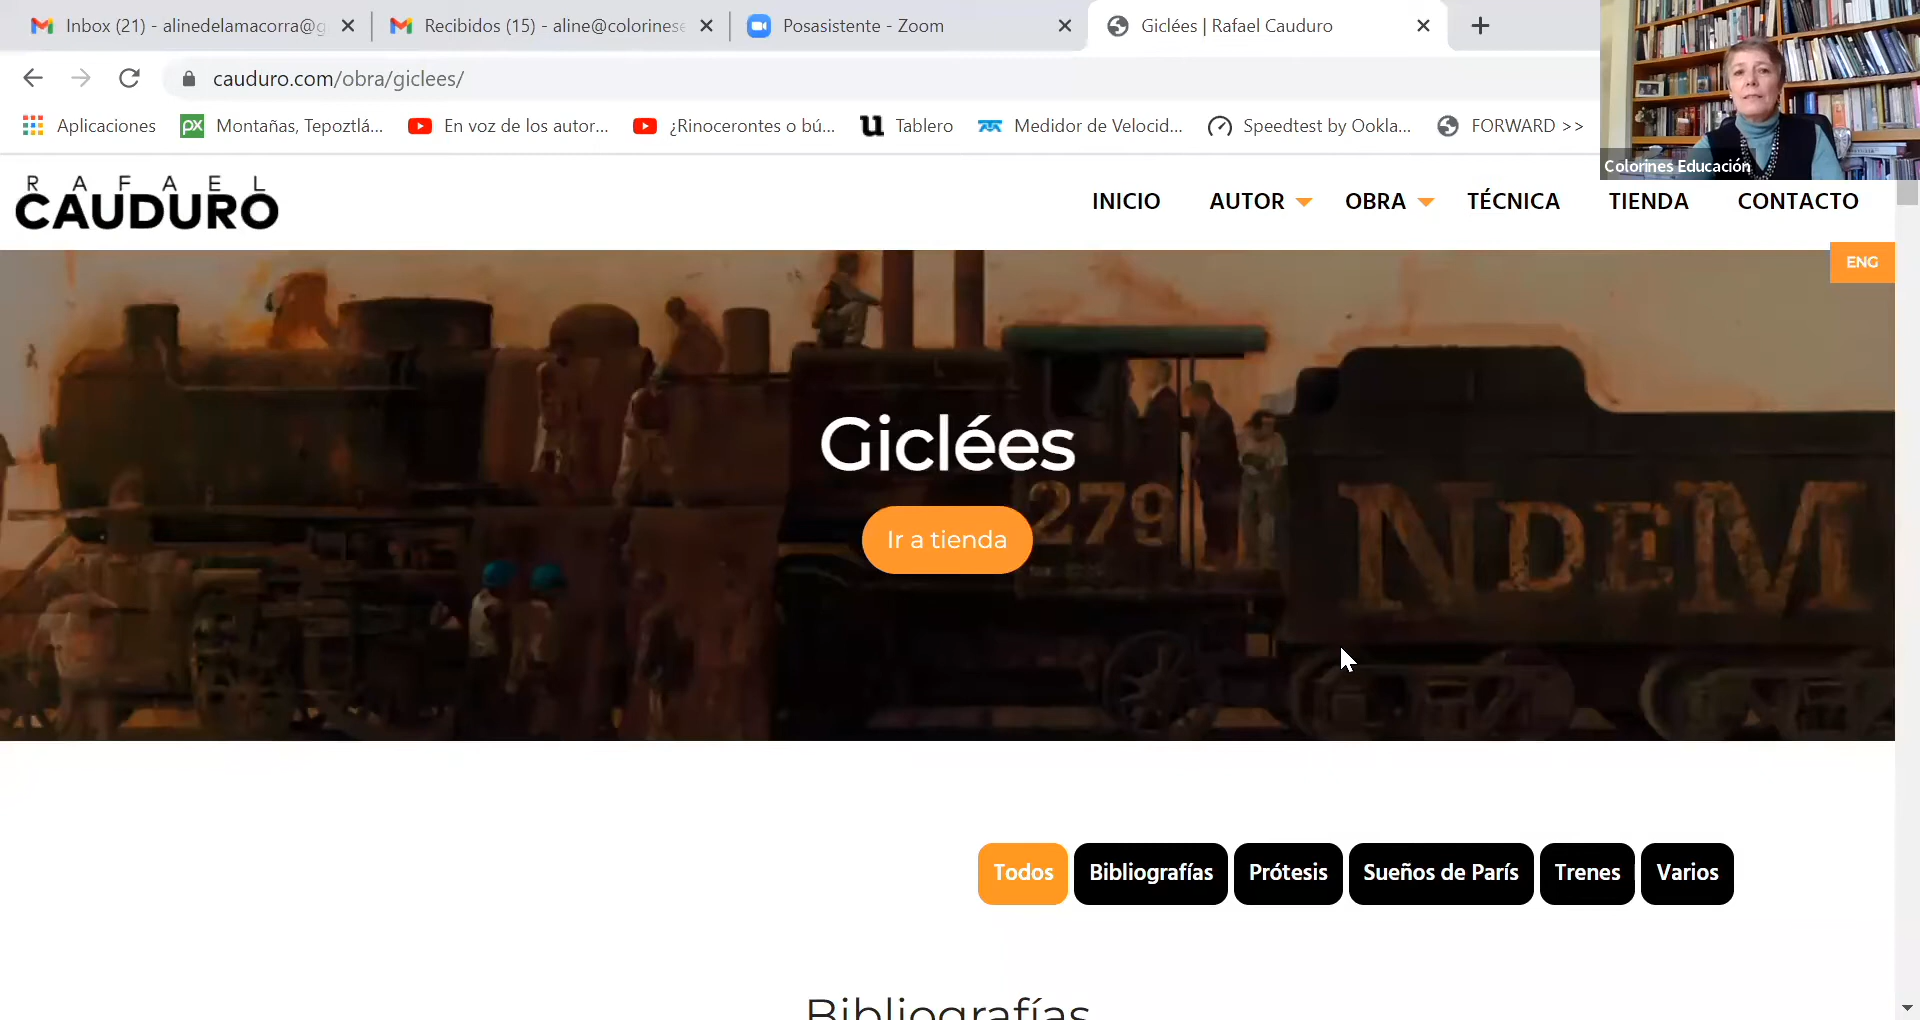 Inbox (21) - alinedelamacorra@g
Recibidos (15) - aline@colorinese
Posasistente - Zoom
Giclées | Rafael Cauduro
cauduro.com/obra/giclees/
Aplicaciones
Montañas, Tepoztlá...
En voz de los autor...
¿Rinocerontes o bú...
Tablero
Medidor de Velocid...
Speedtest by Ookla...
FORWARD >>
Colorines Educación
RAFAEL
CAUDURO
INICIO
AUTOR
OBRA
TÉCNICA
TIENDA
CONTACTO
ENG
Giclées
279
NDEM
Ir a tienda
Todos
Bibliografías
Prótesis
Sueños de París
Trenes
Varios
Bibliografías